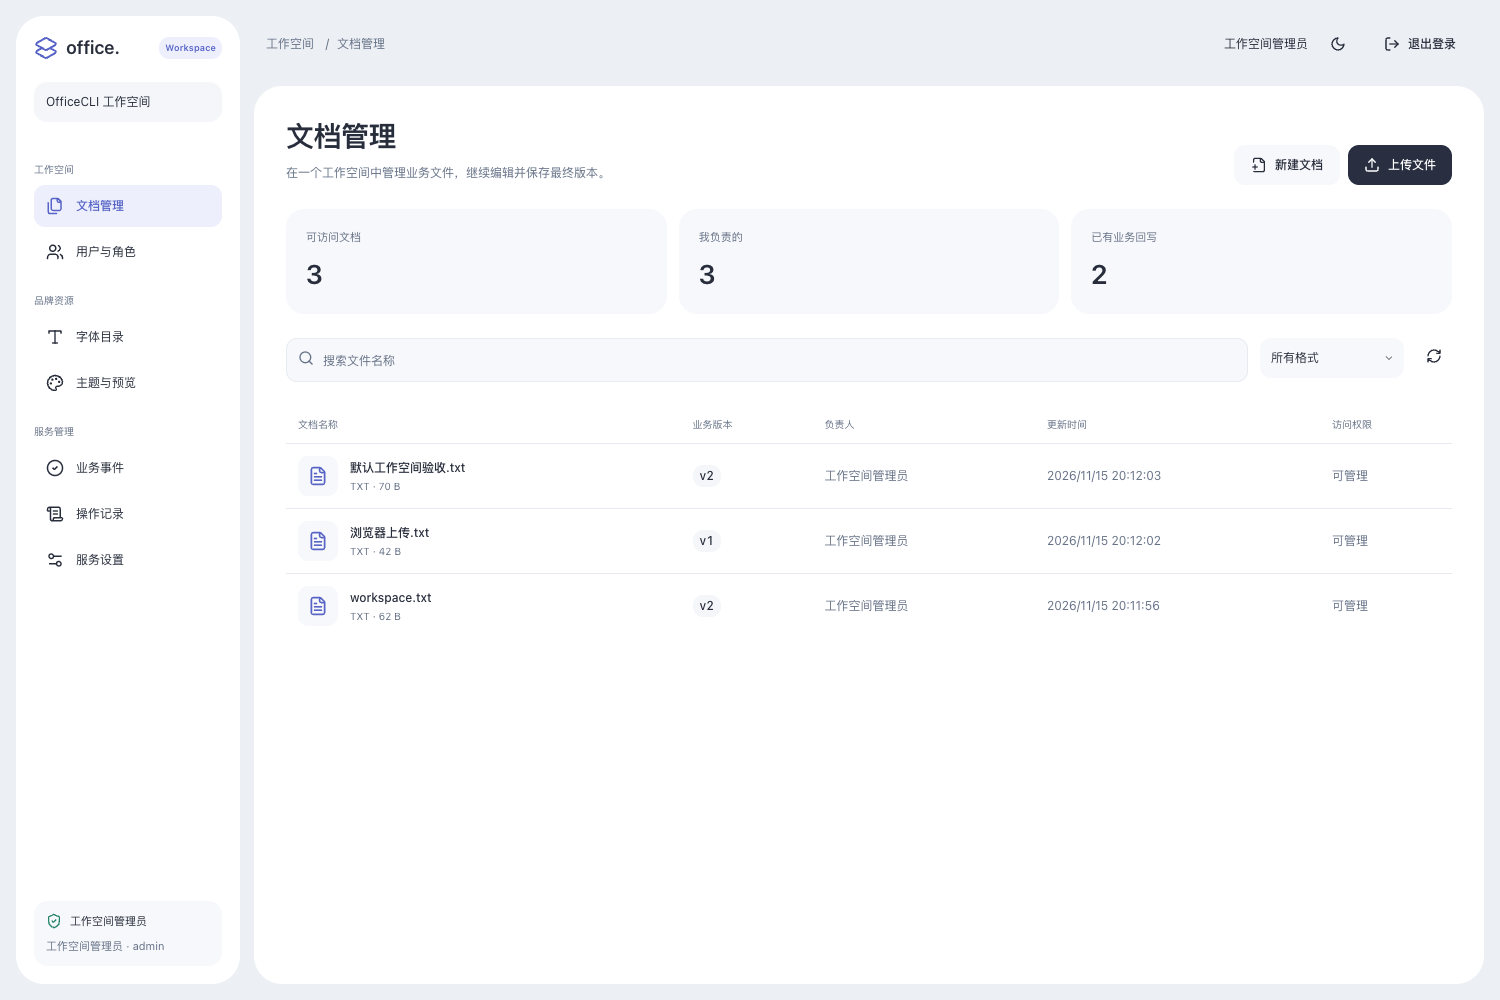 office.
Workspace
OfficeCLI 工作空间
工作空间
文档管理
用户与角色
品牌资源
字体目录
主题与预览
服务管理
业务事件
操作记录
服务设置
工作空间管理员
工作空间管理员 · admin
工作空间 / 文档管理
工作空间管理员
退出登录
文档管理
在一个工作空间中管理业务文件，继续编辑并保存最终版本。
新建文档
上传文件
可访问文档
3
我负责的
3
已有业务回写
2
搜索文件名称
所有格式
文档名称 业务版本 负责人 更新时间 访问权限
默认工作空间验收.txt
TXT · 70 B
v2 工作空间管理员 2026/11/15 20:12:03 可管理
浏览器上传.txt
TXT · 42 B
v1 工作空间管理员 2026/11/15 20:12:02 可管理
workspace.txt
TXT · 62 B
v2 工作空间管理员 2026/11/15 20:11:56 可管理